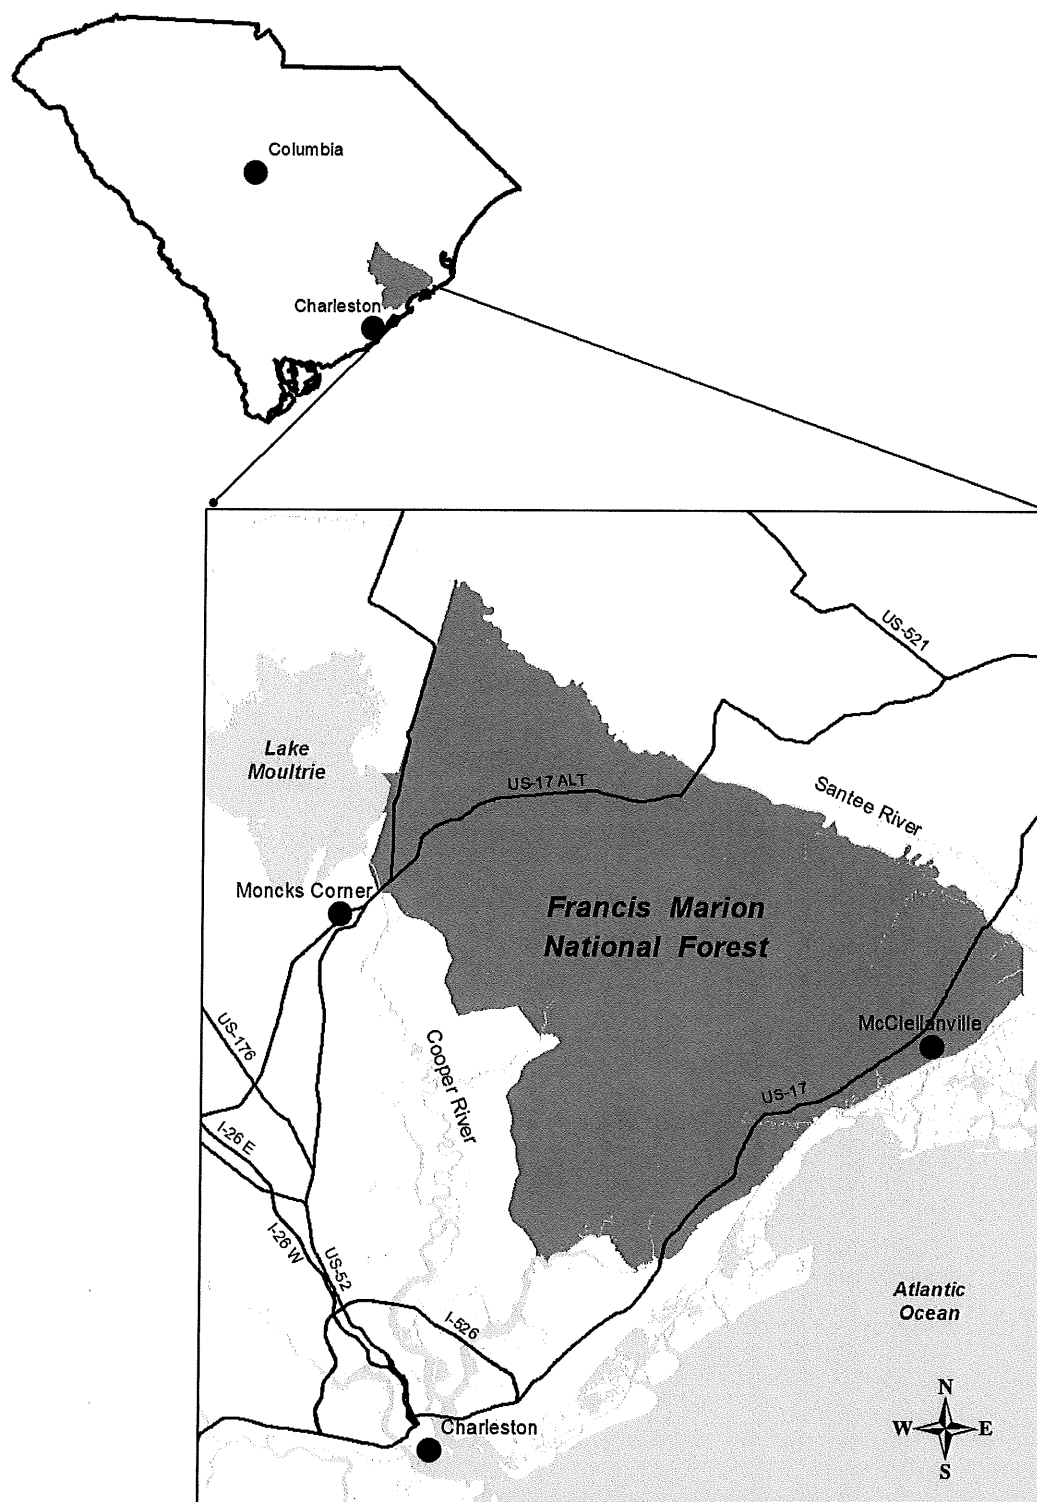 Columbia
Charleston
US-521
Lake
Moultrie
US-17 ALT
Santee River
Moncks Corner
Francis Marion
National Forest
McClellanville
US-176
Cooper River
US-17
I-26 E
I-26 W
US-52
I-526
Atlantic
Ocean
Charleston
N
W E
S